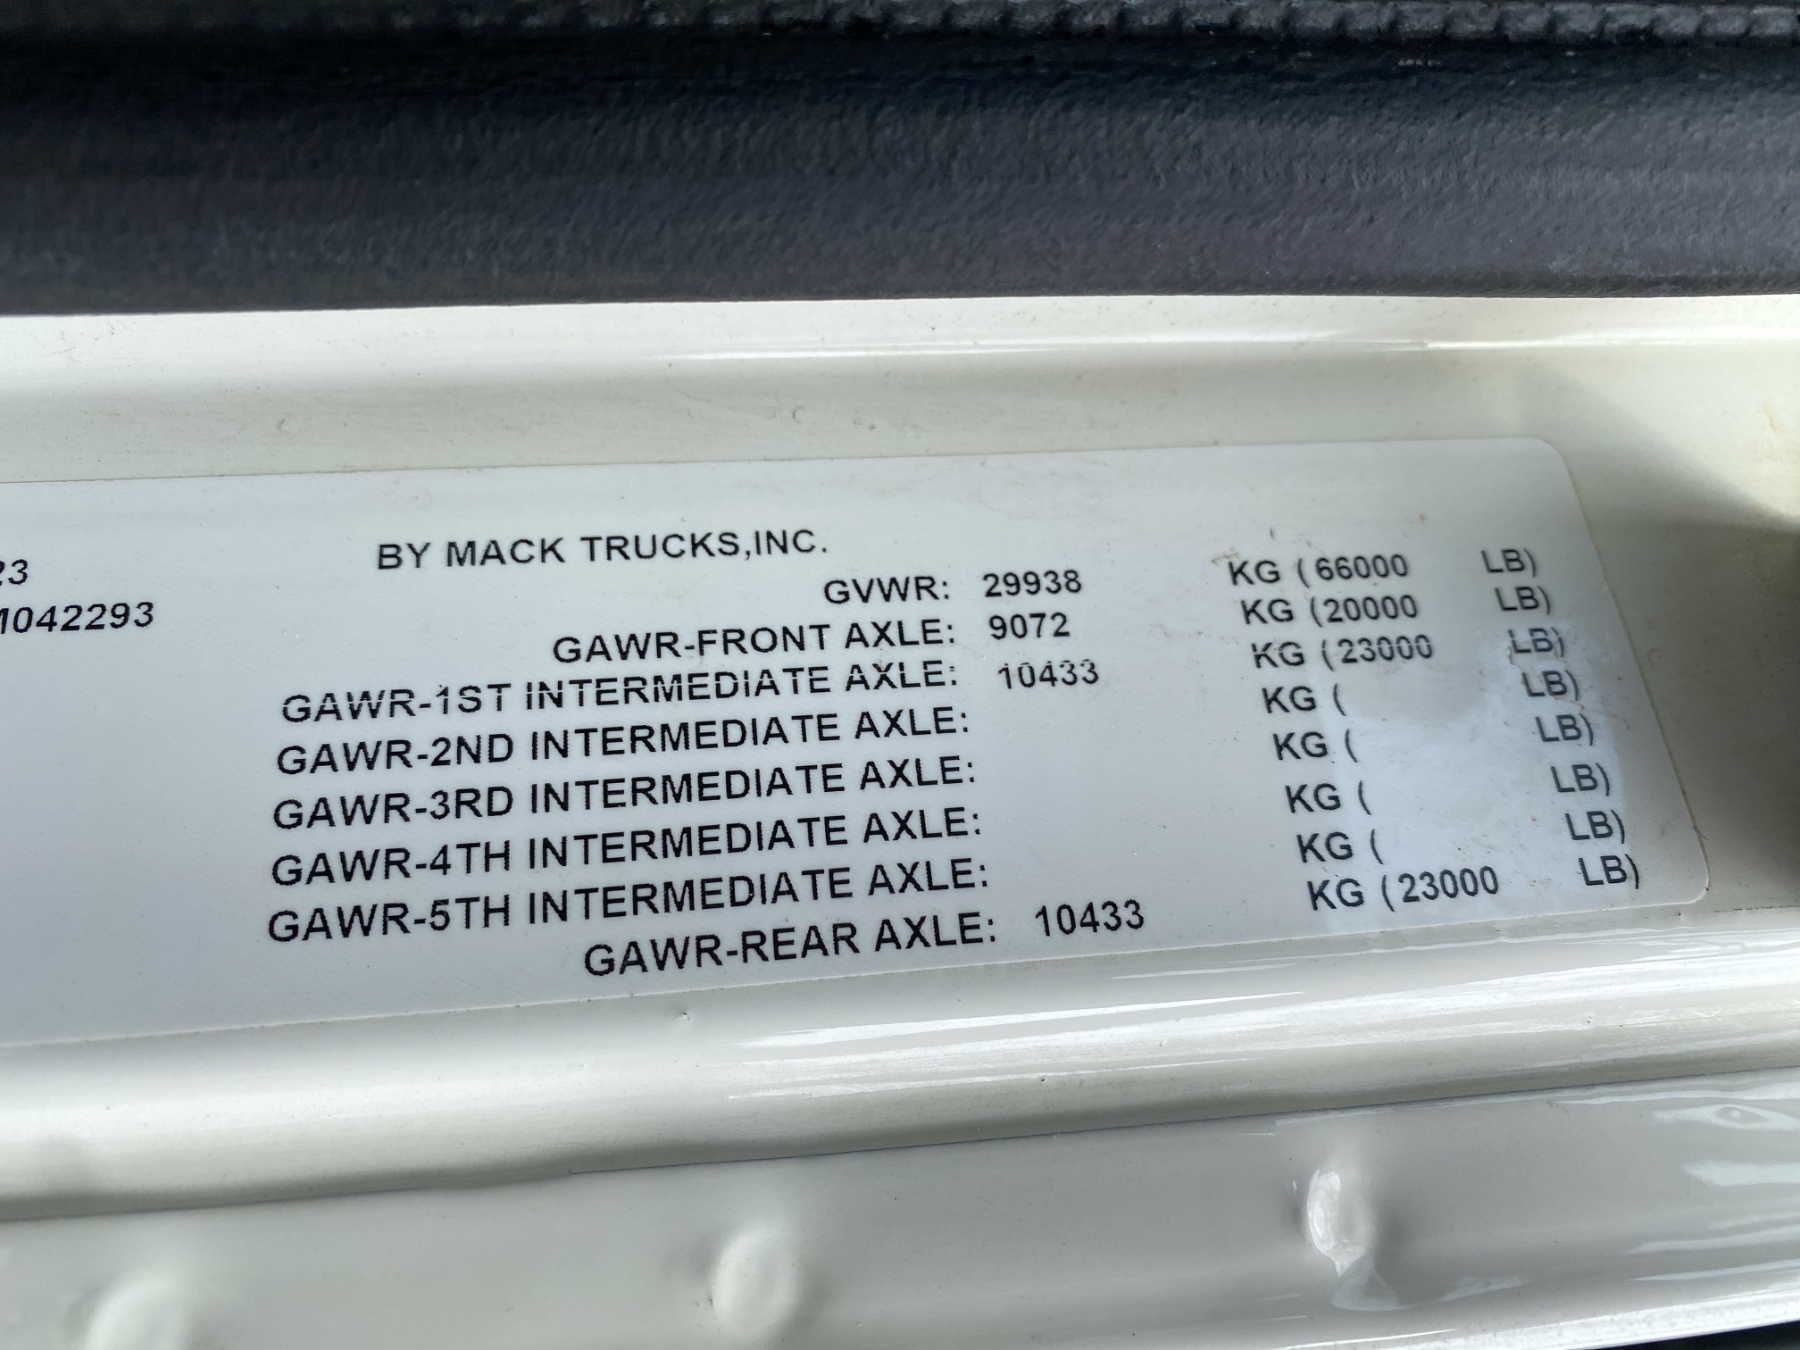 BY MACK TRUCKS,INC.
23
GVWR: 29938 KG (66000 LB)
1042293
GAWR-FRONT AXLE: 9072 KG (20000 LB)
GAWR-1ST INTERMEDIATE AXLE: 10433 KG (23000 LB)
GAWR-2ND INTERMEDIATE AXLE: KG ( LB)
GAWR-3RD INTERMEDIATE AXLE: KG ( LB)
GAWR-4TH INTERMEDIATE AXLE: KG ( LB)
GAWR-5TH INTERMEDIATE AXLE: KG ( LB)
GAWR-REAR AXLE: 10433 KG (23000 LB)